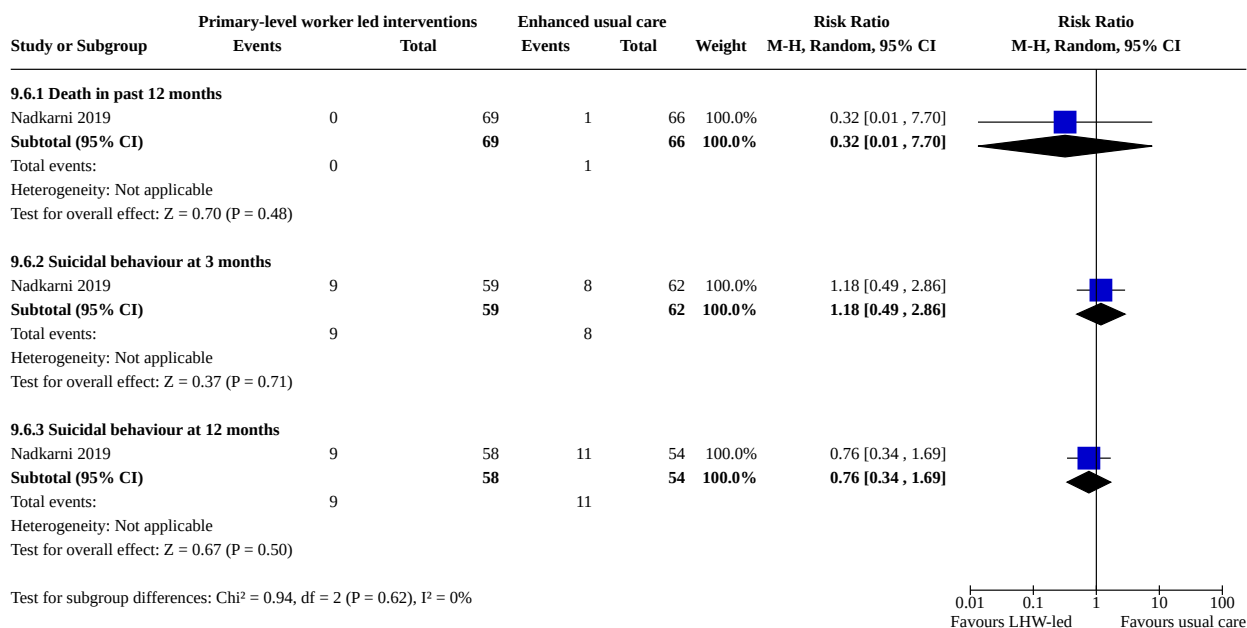 Primary-level worker led interventions Enhanced usual care Risk Ratio Risk Ratio
Study or Subgroup Events Total Events Total Weight M-H, Random, 95% CI M-H, Random, 95% CI
9.6.1 Death in past 12 months
Nadkarni 2019 0 69 1 66 100.0% 0.32 [0.01 , 7.70]
Subtotal (95% CI) 69 66 100.0% 0.32 [0.01 , 7.70]
Total events: 0 1
Heterogeneity: Not applicable
Test for overall effect: Z = 0.70 (P = 0.48)
9.6.2 Suicidal behaviour at 3 months
Nadkarni 2019 9 59 8 62 100.0% 1.18 [0.49 , 2.86]
Subtotal (95% CI) 59 62 100.0% 1.18 [0.49 , 2.86]
Total events: 9 8
Heterogeneity: Not applicable
Test for overall effect: Z = 0.37 (P = 0.71)
9.6.3 Suicidal behaviour at 12 months
Nadkarni 2019 9 58 11 54 100.0% 0.76 [0.34 , 1.69]
Subtotal (95% CI) 58 54 100.0% 0.76 [0.34 , 1.69]
Total events: 9 11
Heterogeneity: Not applicable
Test for overall effect: Z = 0.67 (P = 0.50)
Test for subgroup differences: Chi² = 0.94, df = 2 (P = 0.62), I² = 0%
0.01 0.1 1 10 100
Favours LHW-led Favours usual care